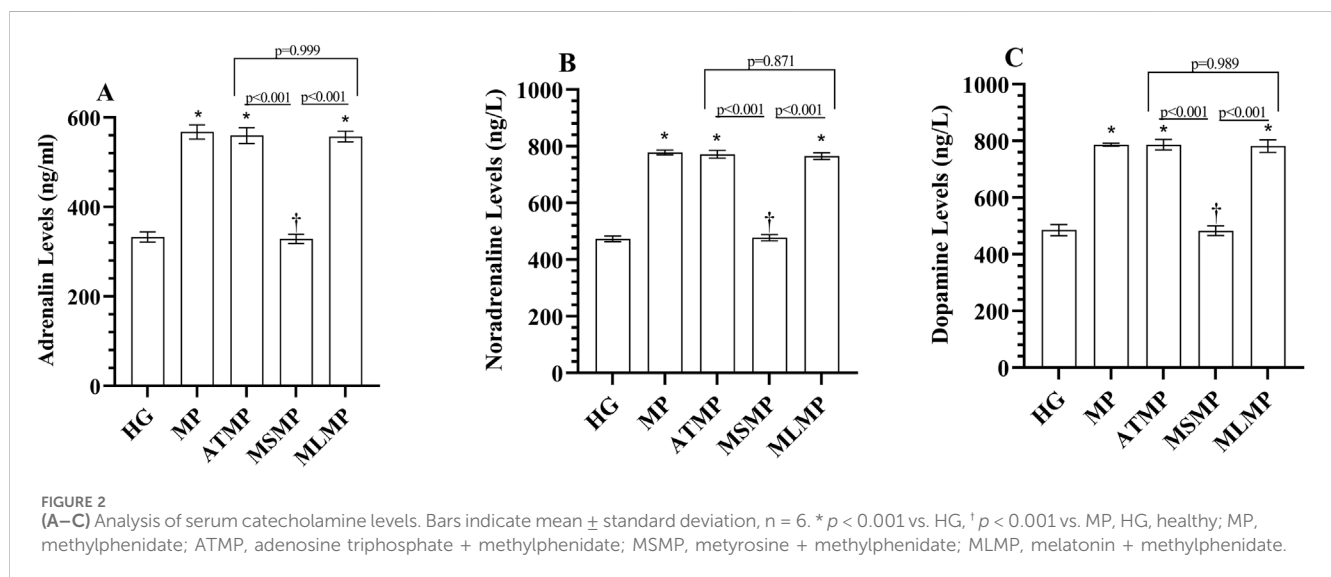 A
p=0.999
p<0.001 p<0.001
* * † *
Adrenalin Levels (ng/ml)
600
400
200
0
HG MP ATMP MSMP MLMP
B
p=0.871
p<0.001 p<0.001
* * † *
Noradrenaline Levels (ng/L)
1000
800
600
400
200
0
HG MP ATMP MSMP MLMP
C
p=0.989
p<0.001 p<0.001
* * † *
Dopamine Levels (ng/L)
1000
800
600
400
200
0
HG MP ATMP MSMP MLMP
FIGURE 2
(A–C) Analysis of serum catecholamine levels. Bars indicate mean ± standard deviation, n = 6. * p < 0.001 vs. HG, † p < 0.001 vs. MP, HG, healthy; MP,
methylphenidate; ATMP, adenosine triphosphate + methylphenidate; MSMP, metyrosine + methylphenidate; MLMP, melatonin + methylphenidate.